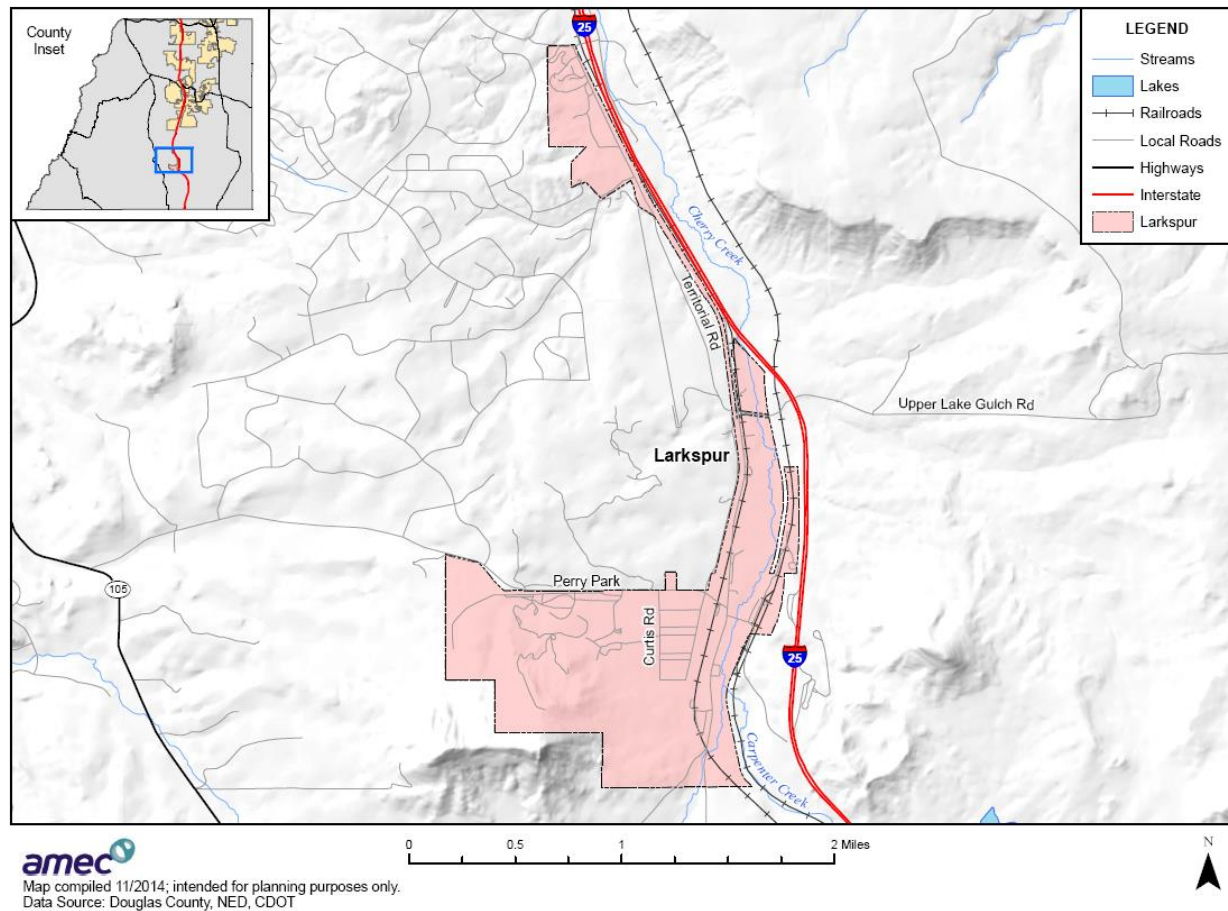 County
Inset
25
LEGEND
Streams
Lakes
Railroads
Local Roads
Highways
Interstate
Larkspur
Cherry Creek
Territorial Rd
Upper Lake Gulch Rd
Larkspur
105
Perry Park
Curtis Rd
25
Carpenter Creek
amec
Map compiled 11/2014; intended for planning purposes only.
Data Source: Douglas County, NED, CDOT
0 0.5 1 2 Miles
N